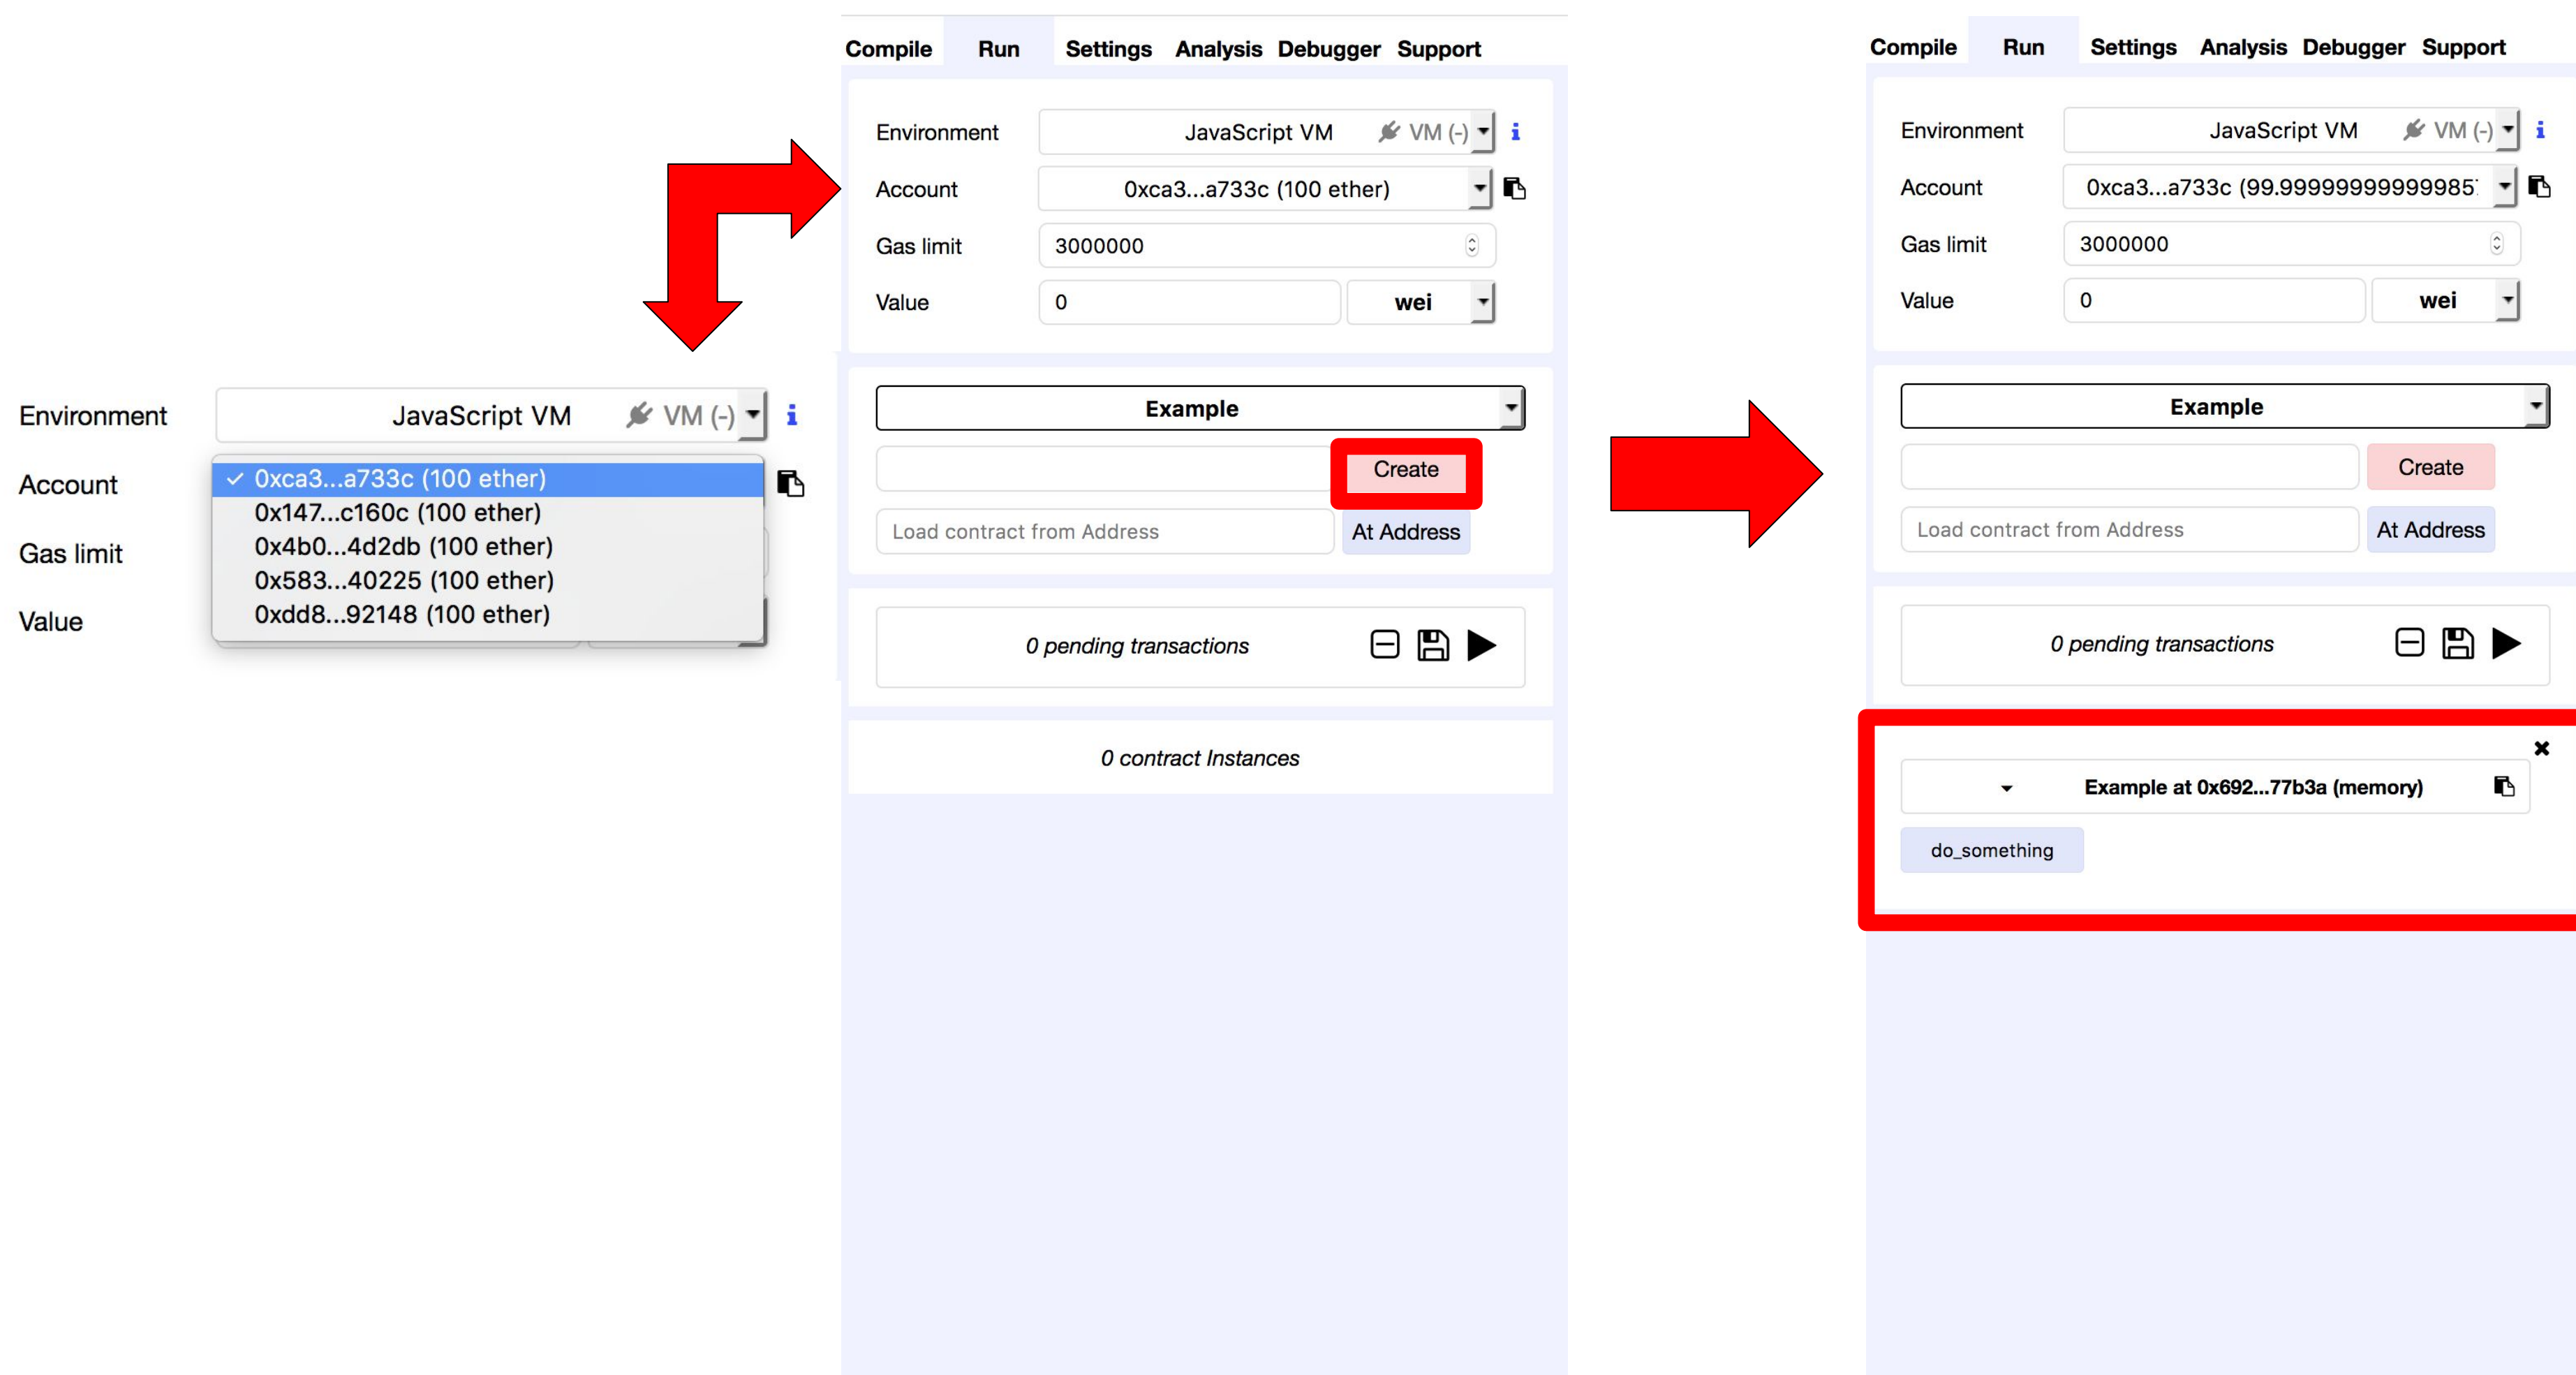 Environment JavaScript VM VM (-)
Account
✓ 0xca3...a733c (100 ether)
0x147...c160c (100 ether)
Gas limit
0x4b0...4d2db (100 ether)
0x583...40225 (100 ether)
Value
0xdd8...92148 (100 ether)
Compile Run Settings Analysis Debugger Support
Environment JavaScript VM VM (-) i
Account 0xca3...a733c (100 ether)
Gas limit 3000000
Value 0 wei
Example
Create
Load contract from Address At Address
0 pending transactions
0 contract Instances
Compile Run Settings Analysis Debugger Support
Environment JavaScript VM VM (-) i
Account 0xca3...a733c (99.99999999999985
Gas limit 3000000
Value 0 wei
Example
Create
Load contract from Address At Address
0 pending transactions
Example at 0x692...77b3a (memory)
do_something